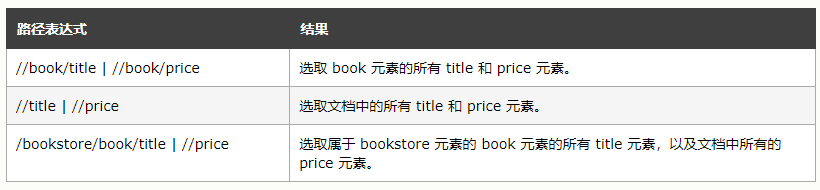 路径表达式 结果
//book/title | //book/price 选取 book 元素的所有 title 和 price 元素。
//title | //price 选取文档中的所有 title 和 price 元素。
/bookstore/book/title | //price 选取属于 bookstore 元素的 book 元素的所有 title 元素，以及文档中所有的
price 元素。